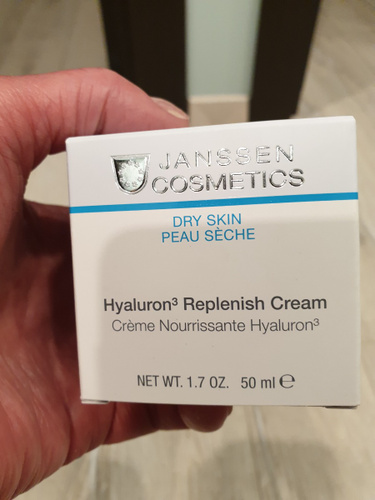 JANSSEN
COSMETICS
DRY SKIN
PEAU SÈCHE
Hyaluron³ Replenish Cream
Crème Nourrissante Hyaluron³
NET WT. 1.7 OZ. 50 ml ℮